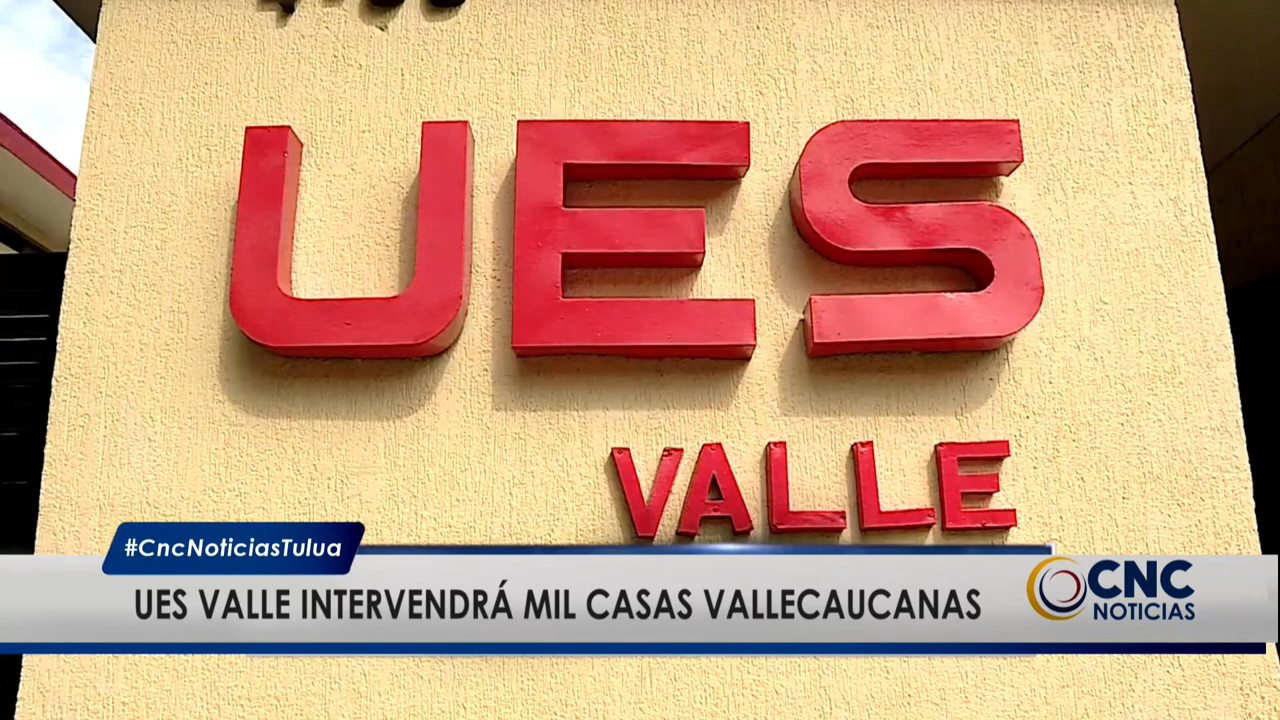 UES
VALLE
#CncNoticiasTulua
UES VALLE INTERVENDRÁ MIL CASAS VALLECAUCANAS
CNC
NOTICIAS